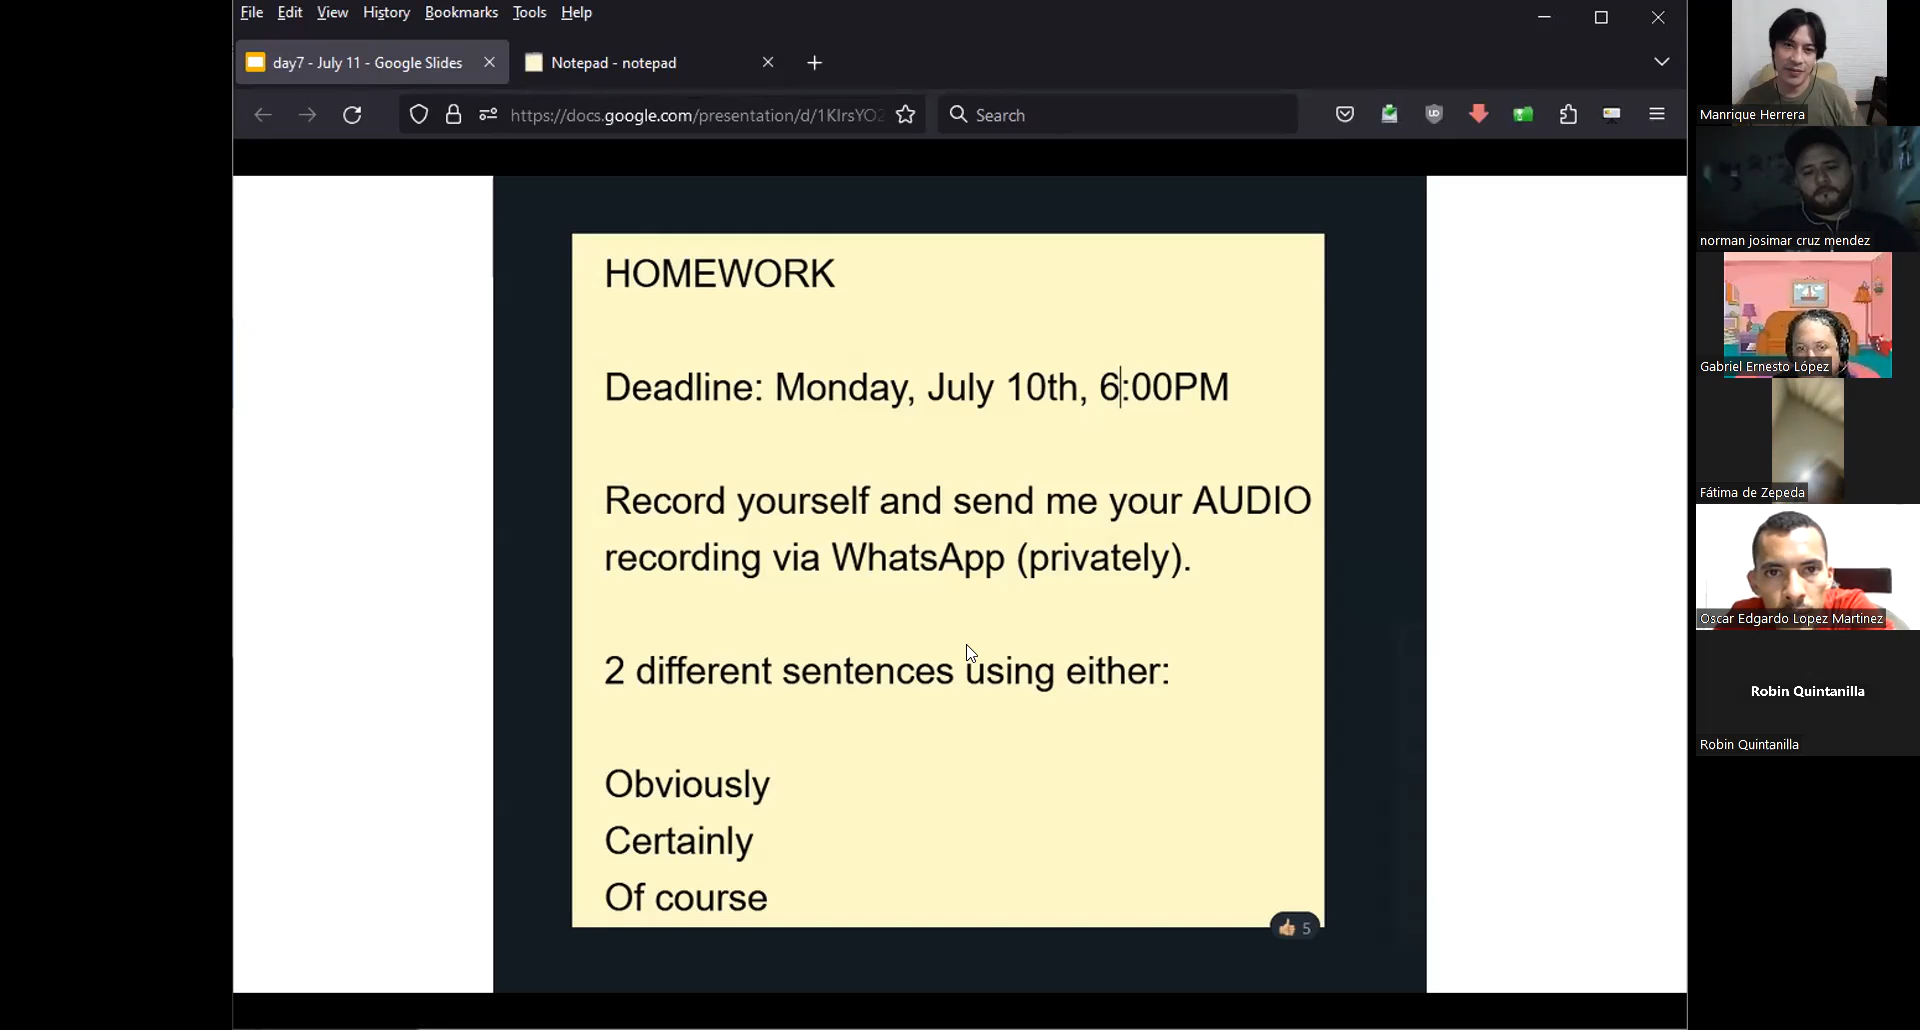 File Edit View History Bookmarks Tools Help
day7 - July 11 - Google Slides
Notepad - notepad
https://docs.google.com/presentation/d/1KIrsYO
Search
HOMEWORK
Deadline: Monday, July 10th, 6:00PM
Record yourself and send me your AUDIO
recording via WhatsApp (privately).
2 different sentences using either:
Obviously
Certainly
Of course
5
Manrique Herrera
norman josimar cruz mendez
Gabriel Ernesto López
Fátima de Zepeda
Oscar Edgardo Lopez Martinez
Robin Quintanilla
Robin Quintanilla